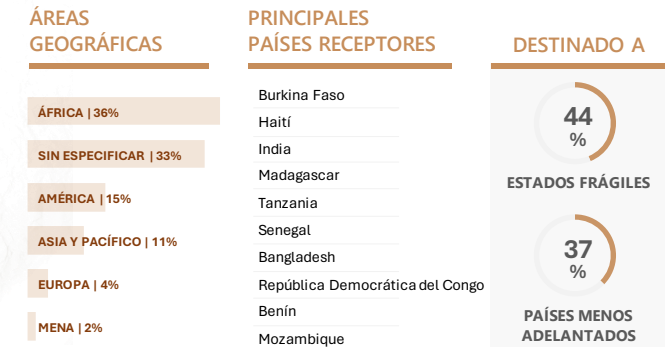 ÁREAS
GEOGRÁFICAS
ÁFRICA | 36%
SIN ESPECIFICAR | 33%
AMÉRICA | 15%
ASIA Y PACÍFICO | 11%
EUROPA | 4%
MENA | 2%
PRINCIPALES
PAÍSES RECEPTORES
Burkina Faso
Haití
India
Madagascar
Tanzania
Senegal
Bangladesh
República Democrática del Congo
Benín
Mozambique
DESTINADO A
44
%
ESTADOS FRÁGILES
37
%
PAÍSES MENOS
ADELANTADOS